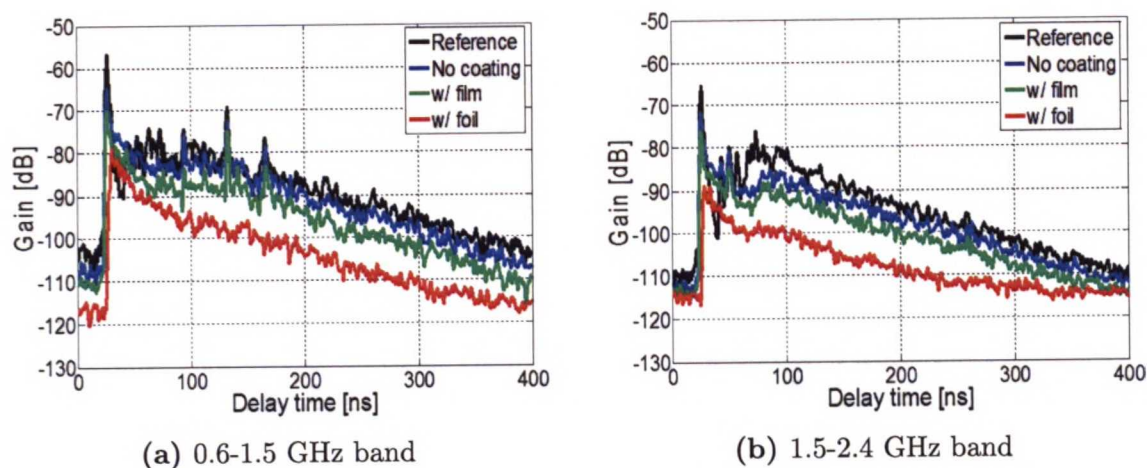 -50
-60
-70
-80
-90
-100
-110
-120
-130
Gain [dB]
0
100
200
300
400
Delay time [ns]
Reference
No coating
w/ film
w/ foil
(a) 0.6-1.5 GHz band
-50
-60
-70
-80
-90
-100
-110
-120
-130
Gain [dB]
0
100
200
300
400
Delay time [ns]
Reference
No coating
w/ film
w/ foil
(b) 1.5-2.4 GHz band